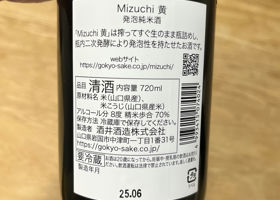 「Mizuchi 黄」
発泡純米酒
「Mizuchi 黄」は搾ってすぐ生のまま瓶詰めし、
瓶内二次発酵により発泡性を持たせたお酒です。
webサイト
https://gokyo-sake.co.jp/mizuchi/
品目 清酒 内容量 720ml
原材料名 米(山口県産)、
米こうじ(山口県産米)
アルコール分 8度 精米歩合 70%
保存方法 冷蔵で保存してください
製造者 酒井酒造株式会社
山口県岩国市中津町一丁目1番31号
https://gokyo-sake.co.jp
要冷蔵
製造年月
25.06